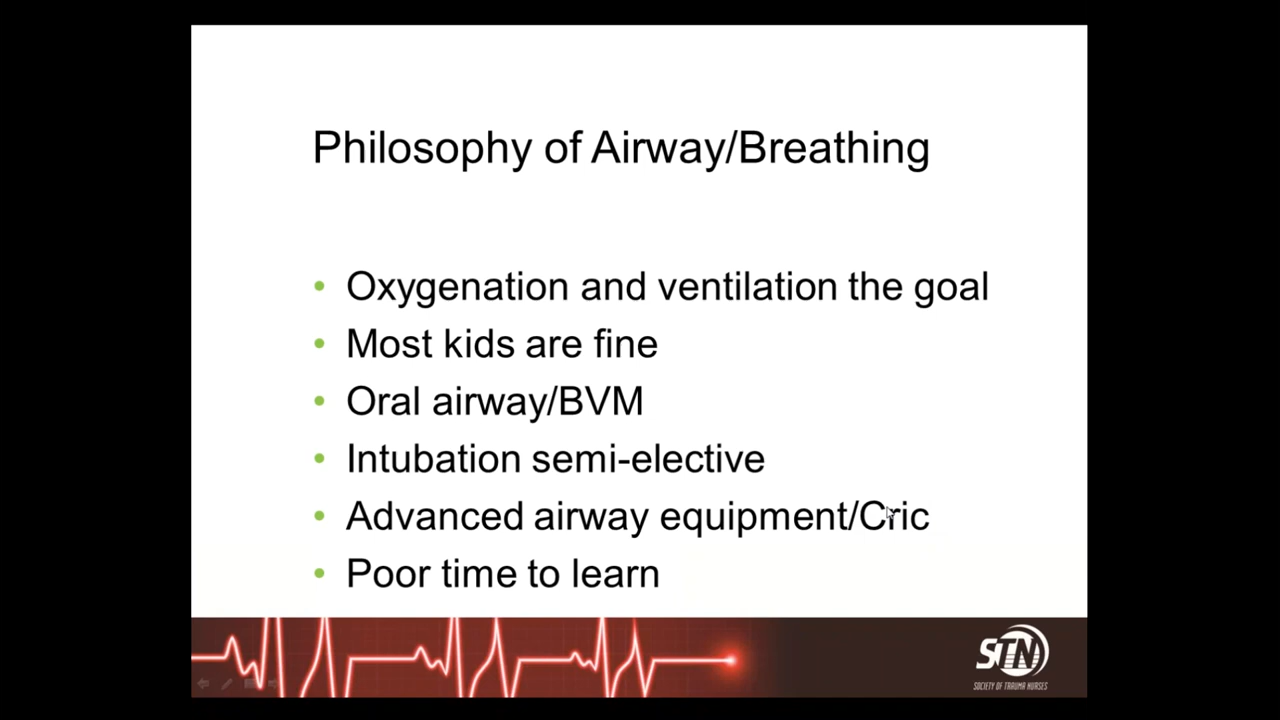 Philosophy of Airway/Breathing
• Oxygenation and ventilation the goal
• Most kids are fine
• Oral airway/BVM
• Intubation semi-elective
• Advanced airway equipment/Cric
• Poor time to learn
STN
SOCIETY OF TRAUMA NURSES